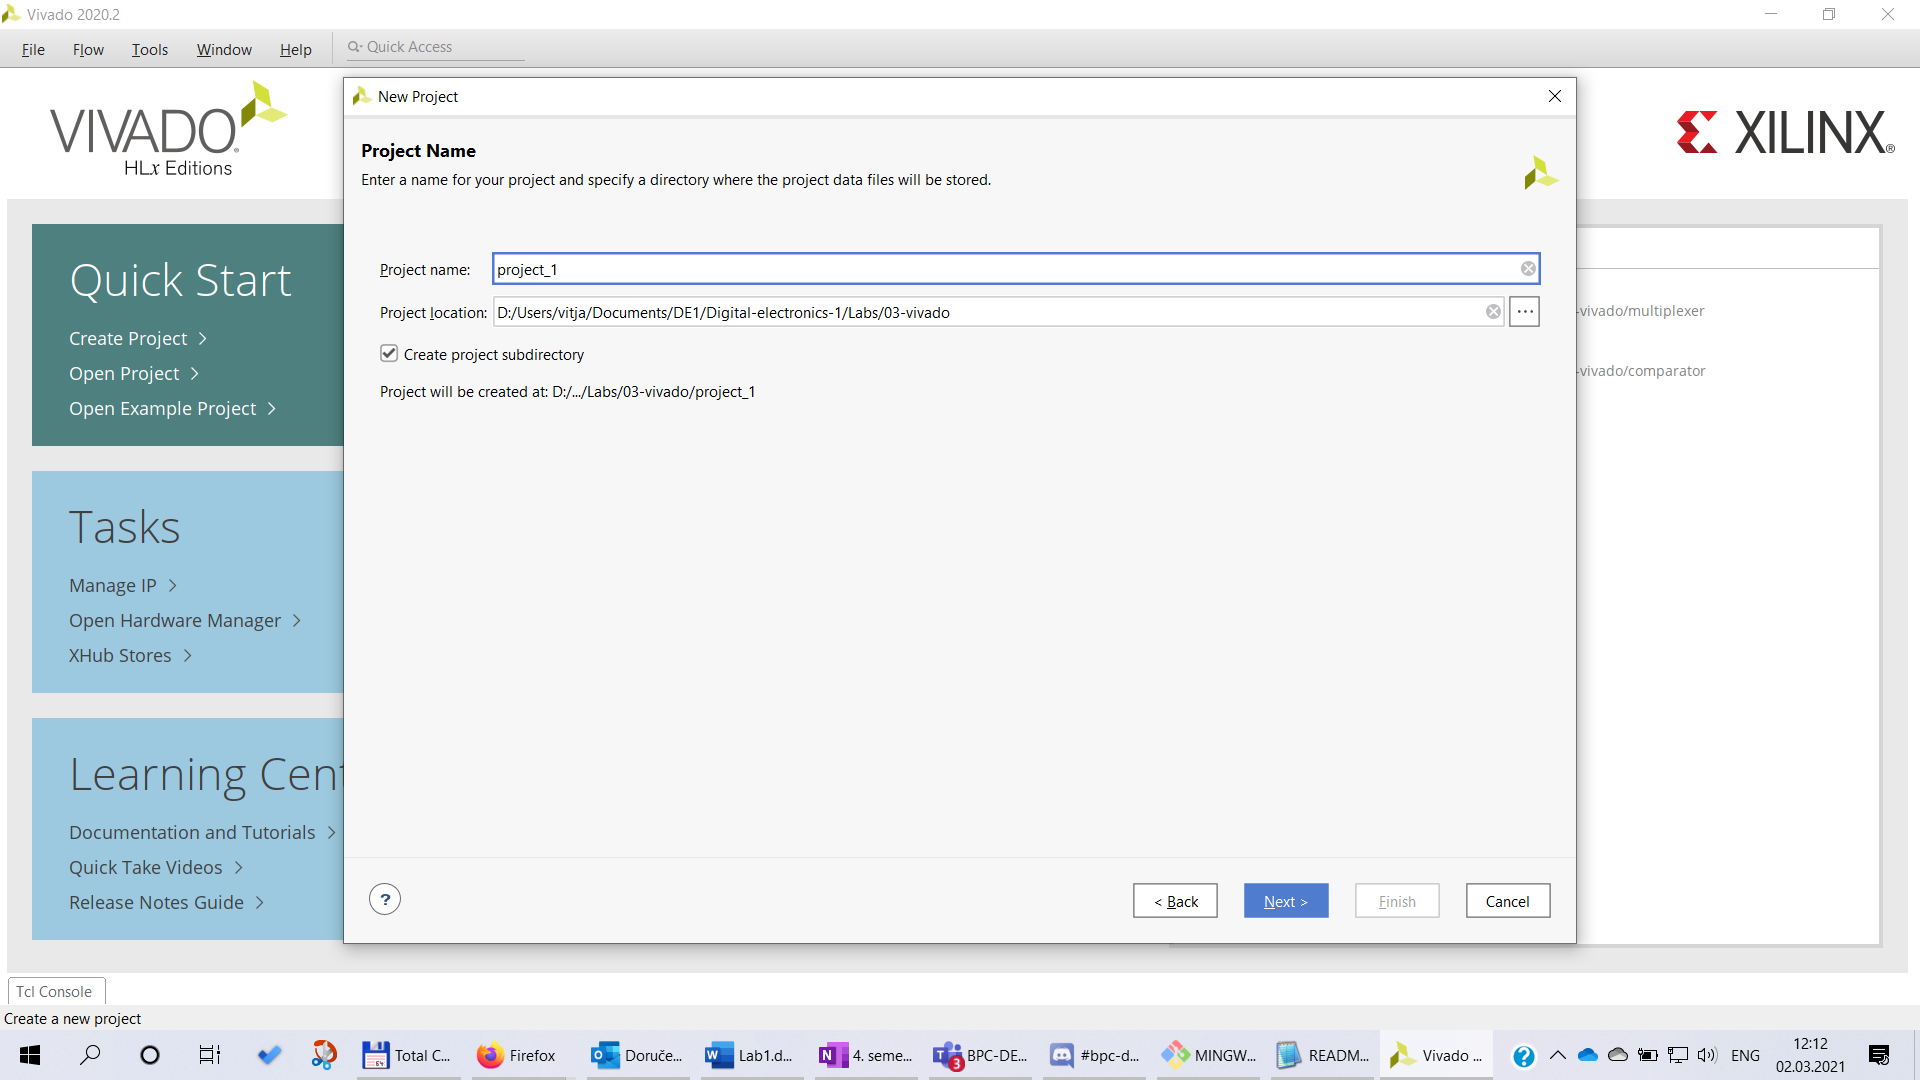 Vivado 2020.2
File Flow Tools Window Help Quick Access
VIVADO
HLx Editions
XILINX®
New Project
Project Name
Enter a name for your project and specify a directory where the project data files will be stored.
Project name: project_1
Project location: D:/Users/vitja/Documents/DE1/Digital-electronics-1/Labs/03-vivado ...
Create project subdirectory
Project will be created at: D:/.../Labs/03-vivado/project_1
? < Back Next > Finish Cancel
Quick Start
Create Project >
Open Project >
Open Example Project >
Tasks
Manage IP >
Open Hardware Manager >
XHub Stores >
Learning Cent
Documentation and Tutorials >
Quick Take Videos >
Release Notes Guide >
-vivado/multiplexer
-vivado/comparator
Tcl Console
Create a new project
Total C... Firefox Doruče... Lab1.d... 4. seme... BPC-DE... 3 #bpc-d... MINGW... READM... Vivado ... ENG 12:12
02.03.2021